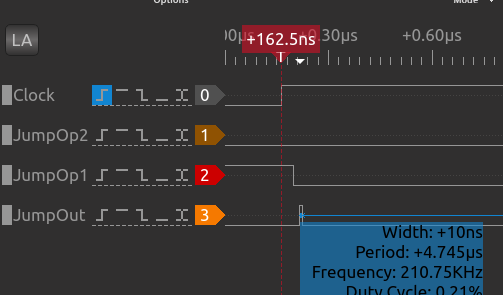 Options Mode
LA
+162.5ns
00µs 0.30µs +0.60µs
T
Clock 0
JumpOp2 1
JumpOp1 2
JumpOut 3
Width: +10ns
Period: +4.745µs
Frequency: 210.75KHz
Duty Cycle: 0.21%